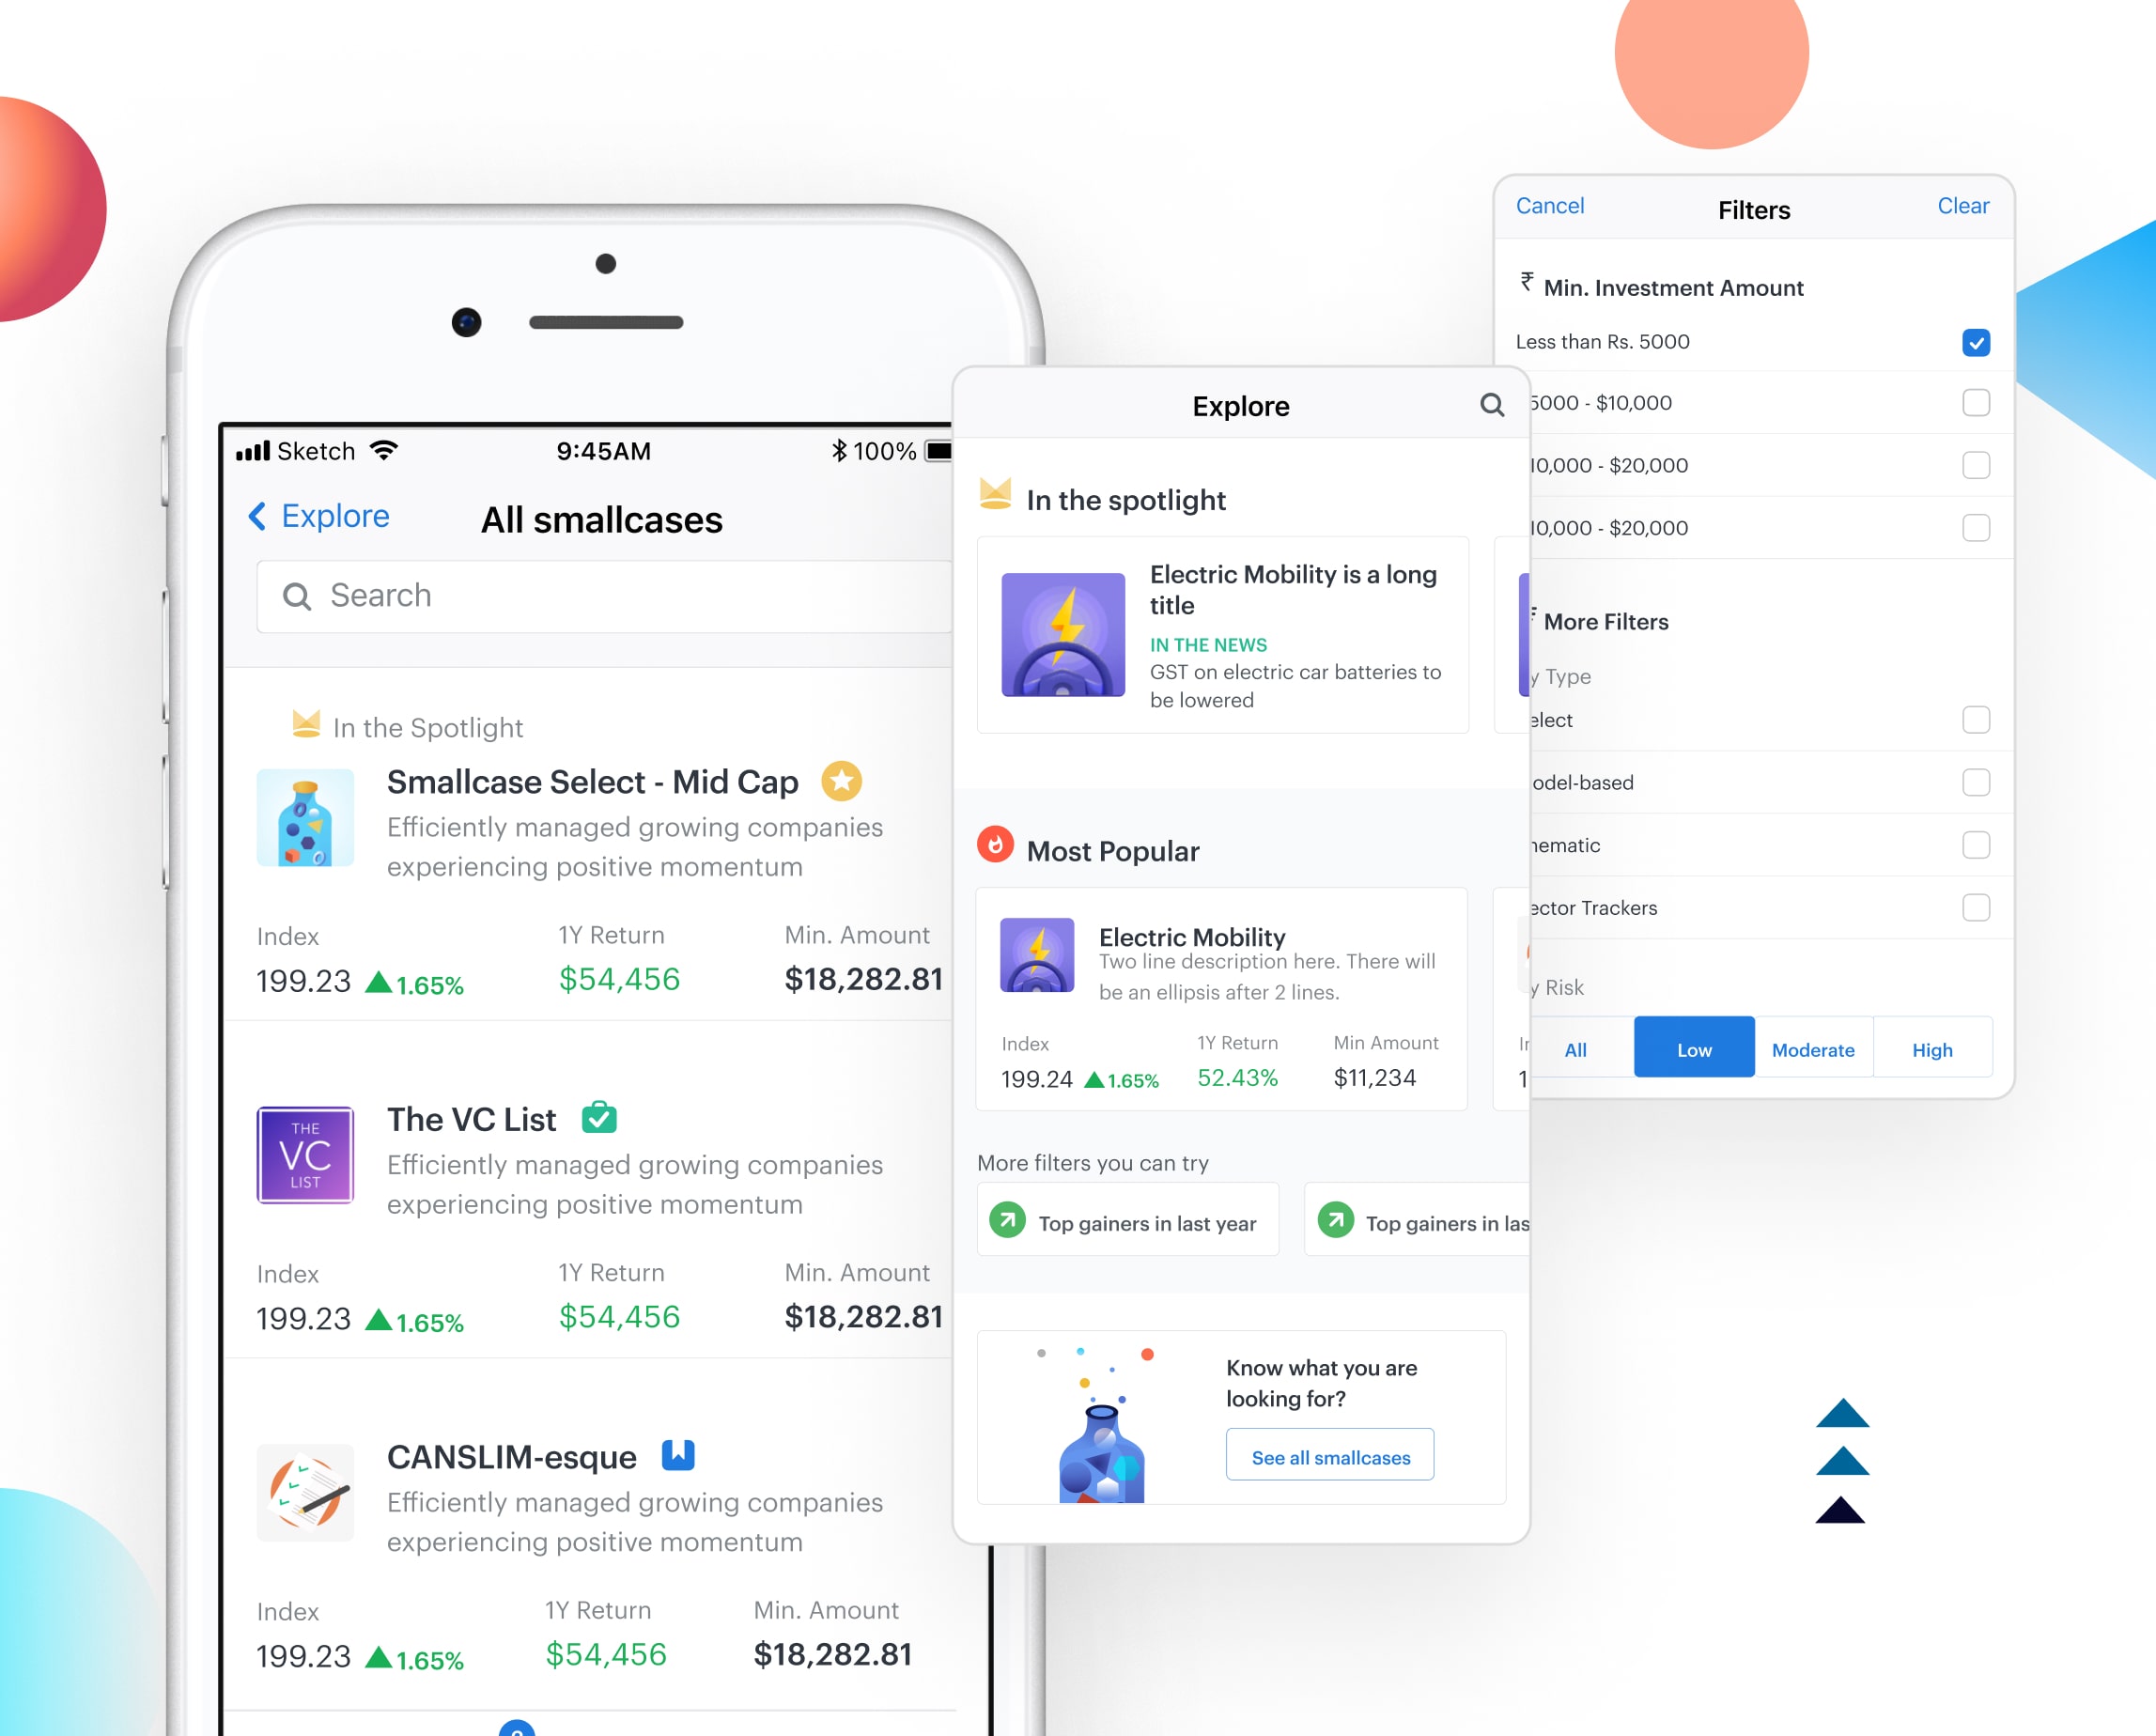 Sketch
9:45AM
100%
Explore
All smallcases
Search
In the Spotlight
Smallcase Select - Mid Cap
Efficiently managed growing companies
experiencing positive momentum
Index
1Y Return
Min. Amount
199.23
1.65%
$54,456
$18,282.81
THE
VC
LIST
The VC List
Efficiently managed growing companies
experiencing positive momentum
Index
1Y Return
Min. Amount
199.23
1.65%
$54,456
$18,282.81
CANSLIM-esque
Efficiently managed growing companies
experiencing positive momentum
Index
1Y Return
Min. Amount
199.23
1.65%
$54,456
$18,282.81
Explore
In the spotlight
Electric Mobility is a long
title
IN THE NEWS
GST on electric car batteries to
be lowered
Most Popular
Electric Mobility
Two line description here. There will
be an ellipsis after 2 lines.
Index
1Y Return
Min Amount
199.24
1.65%
52.43%
$11,234
More filters you can try
Top gainers in last year
Top gainers in las
Know what you are
looking for?
See all smallcases
Cancel
Filters
Clear
₹ Min. Investment Amount
Less than Rs. 5000
5000 - $10,000
10,000 - $20,000
10,000 - $20,000
More Filters
y Type
elect
odel-based
hematic
ector Trackers
y Risk
All
Low
Moderate
High